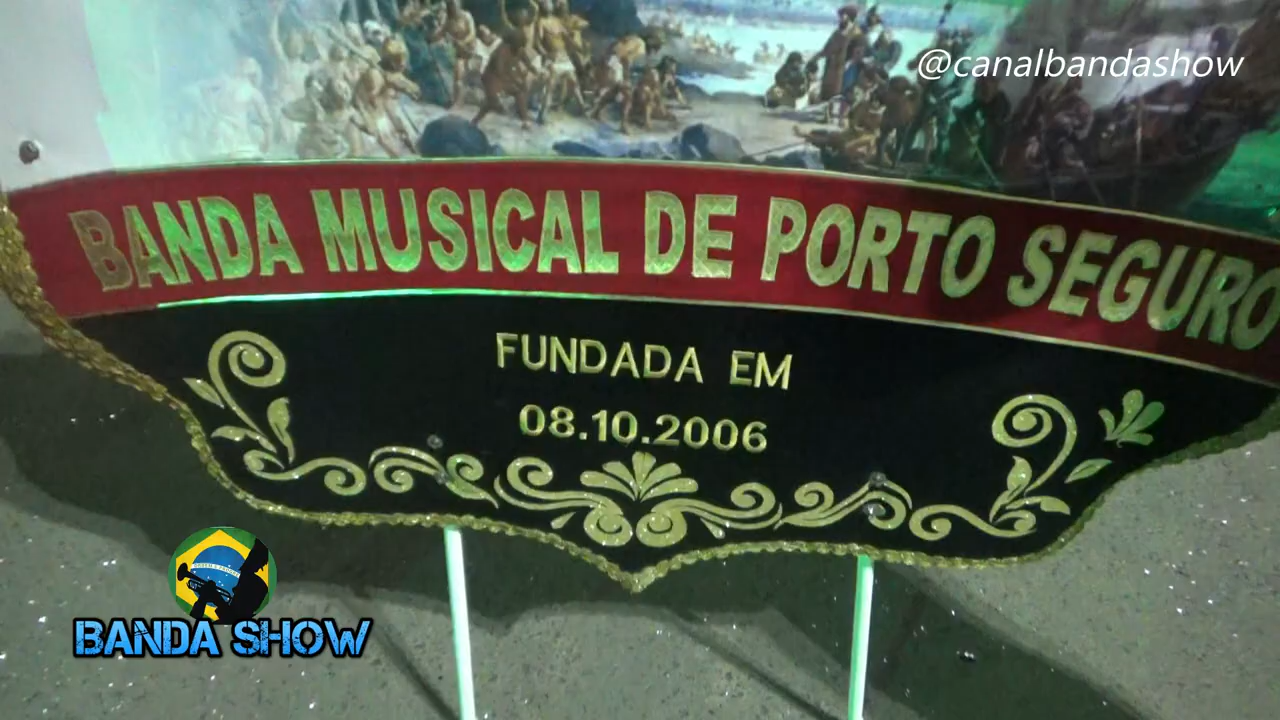 @canalbandashow
BANDA MUSICAL DE PORTO SEGURO
FUNDADA EM
08.10.2006
BANDA SHOW